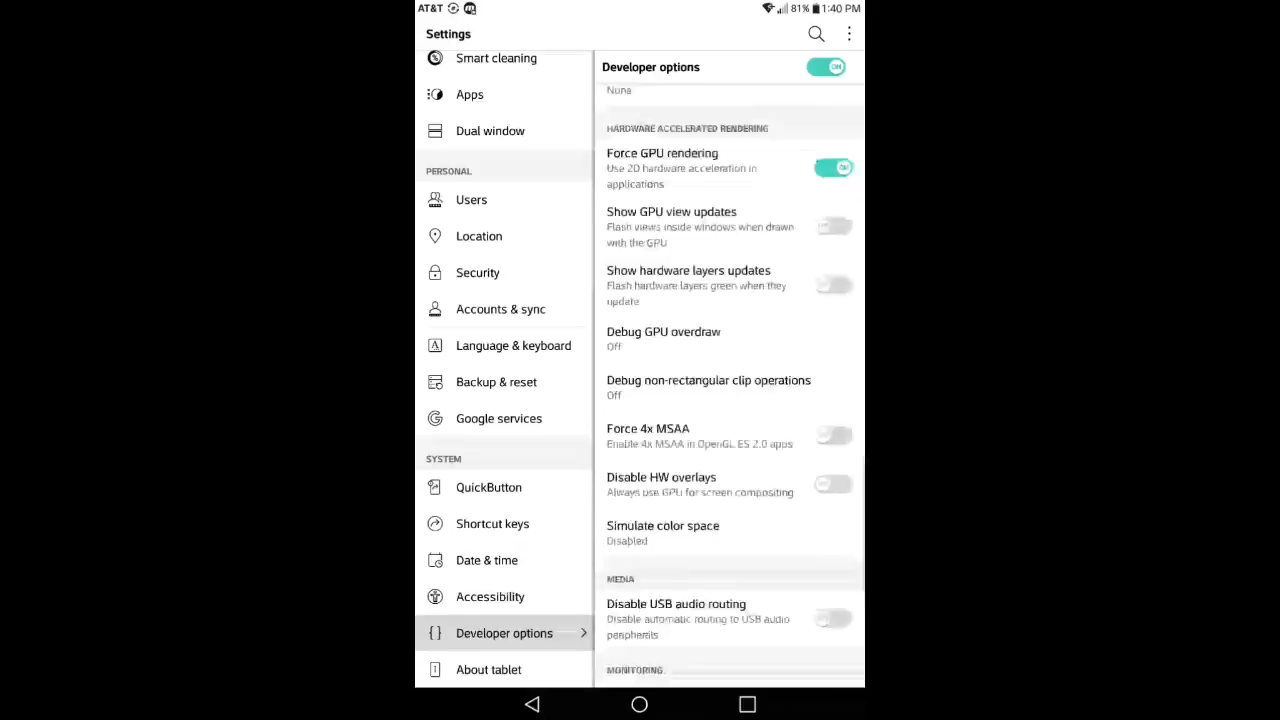 AT&T 81% 1:40 PM
Settings
Smart cleaning
Apps
Dual window
PERSONAL
Users
Location
Security
Accounts & sync
Language & keyboard
Backup & reset
Google services
SYSTEM
QuickButton
Shortcut keys
Date & time
Accessibility
Developer options
About tablet
Developer options ON
None
HARDWARE ACCELERATED RENDERING
Force GPU rendering
Use 2D hardware acceleration in
applications
ON
Show GPU view updates
Flash views inside windows when drawn
with the GPU
Show hardware layers updates
Flash hardware layers green when they
update
Debug GPU overdraw
Off
Debug non-rectangular clip operations
Off
Force 4x MSAA
Enable 4x MSAA in OpenGL ES 2.0 apps
Disable HW overlays
Always use GPU for screen compositing
Simulate color space
Disabled
MEDIA
Disable USB audio routing
Disable automatic routing to USB audio
peripherals
MONITORING